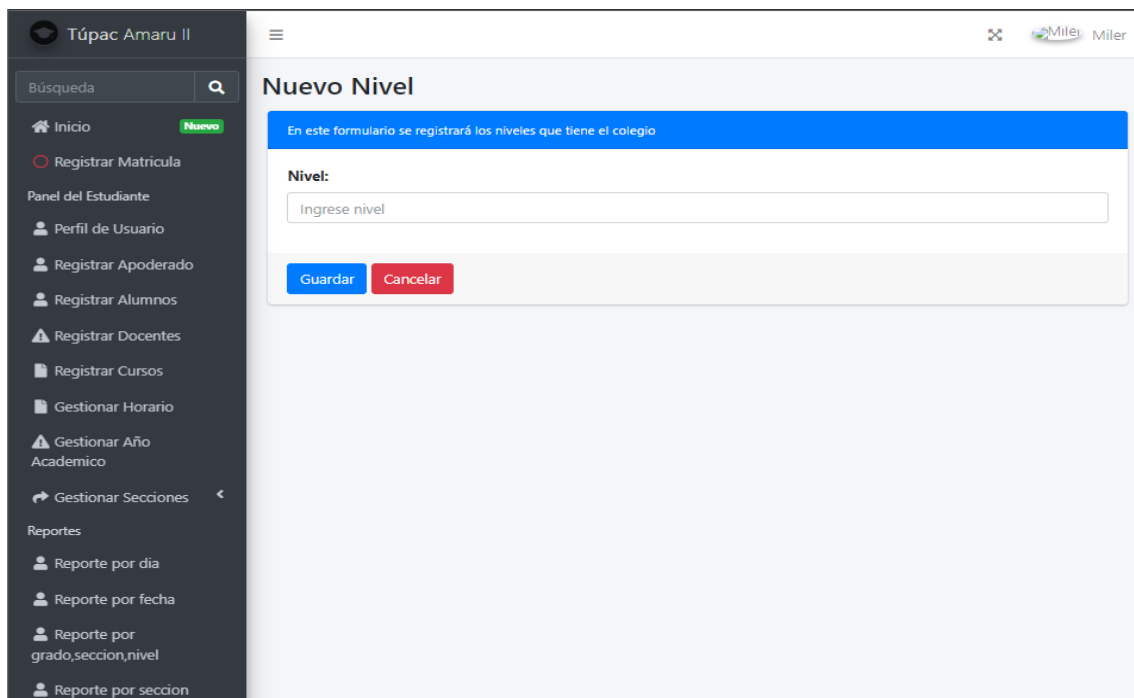 Túpac Amaru II
Búsqueda
Inicio Nuevo
Registrar Matricula
Panel del Estudiante
Perfil de Usuario
Registrar Apoderado
Registrar Alumnos
Registrar Docentes
Registrar Cursos
Gestionar Horario
Gestionar Año
Academico
Gestionar Secciones
Reportes
Reporte por dia
Reporte por fecha
Reporte por
grado,seccion,nivel
Reporte por seccion
Miler Miler
Nuevo Nivel
En este formulario se registrará los niveles que tiene el colegio
Nivel:
Ingrese nivel
Guardar Cancelar